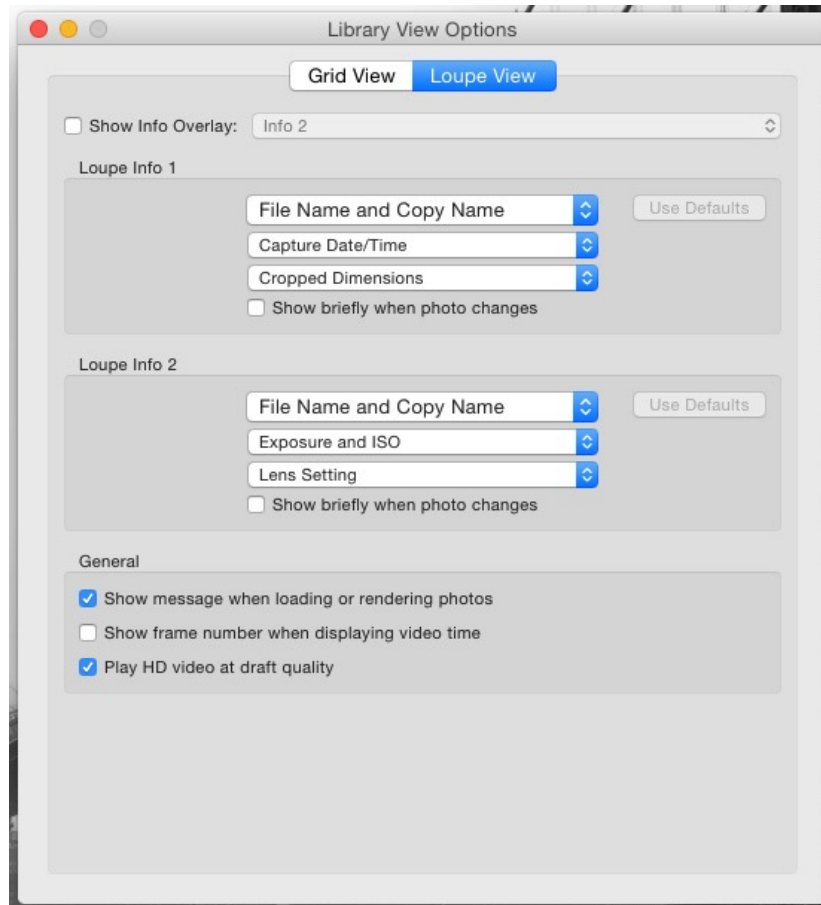 Library View Options
Grid View Loupe View
Show Info Overlay: Info 2
Loupe Info 1
File Name and Copy Name Use Defaults
Capture Date/Time
Cropped Dimensions
Show briefly when photo changes
Loupe Info 2
File Name and Copy Name Use Defaults
Exposure and ISO
Lens Setting
Show briefly when photo changes
General
Show message when loading or rendering photos
Show frame number when displaying video time
Play HD video at draft quality